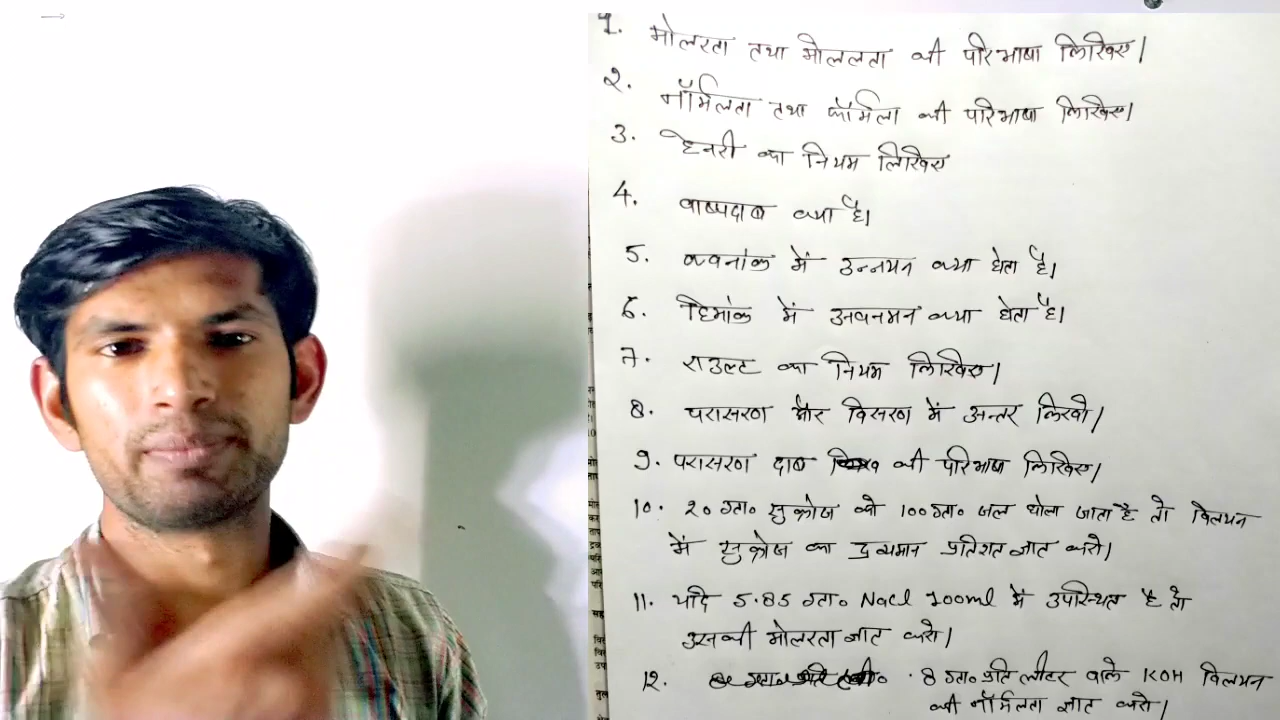 1. मोलरता तथा मोललता की परिभाषा लिखिए।
2. नॉर्मलता तथा फॉर्मलता की परिभाषा लिखिए।
3. हेनरी का नियम लिखिए
4. वाष्पदाब क्या है।
5. क्वनांक में उन्नयन क्या होता है।
6. हिमांक में अवनमन क्या होता है।
7. राउल्ट का नियम लिखिए।
8. परासरण और विसरण में अन्तर लिखो।
9. परासरण दाब की परिभाषा लिखिए।
10. 20 ग्रा० सुक्रोज को 100 ग्रा० जल घोला जाता है तो विलयन
में सुक्रोज का द्रव्यमान प्रतिशत ज्ञात करो।
11. यदि 5.85 ग्रा० Nacl 200ml में उपस्थित है तो
उसकी मोलरता ज्ञात करो।
12. 8 ग्रा० प्रति लीटर वाले KOH विलयन
की नॉर्मलता ज्ञात करो।